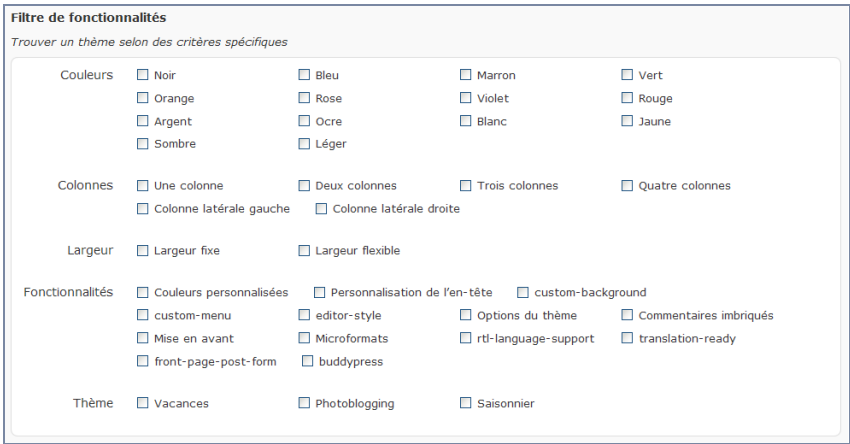 Filtre de fonctionnalités
Trouver un thème selon des critères spécifiques
Couleurs Noir Bleu Marron Vert
Orange Rose Violet Rouge
Argent Ocre Blanc Jaune
Sombre Léger
Colonnes Une colonne Deux colonnes Trois colonnes Quatre colonnes
Colonne latérale gauche Colonne latérale droite
Largeur Largeur fixe Largeur flexible
Fonctionnalités Couleurs personnalisées Personnalisation de l'en-tête custom-background
custom-menu editor-style Options du thème Commentaires imbriqués
Mise en avant Microformats rtl-language-support translation-ready
front-page-post-form buddypress
Thème Vacances Photoblogging Saisonnier